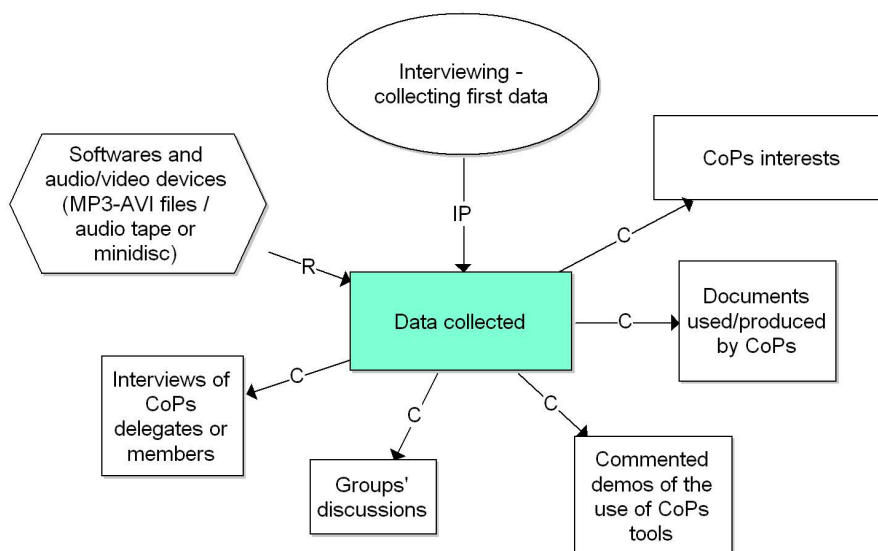 Interviewing -
collecting first data
Softwares and
audio/video devices
(MP3-AVI files /
audio tape or
minidisc)
CoPs interests
IP
C
R
Data collected
C
Documents
used/produced
by CoPs
Interviews of
CoPs
delegates or
members
C
C
C
Groups'
discussions
Commented
demos of the
use of CoPs
tools